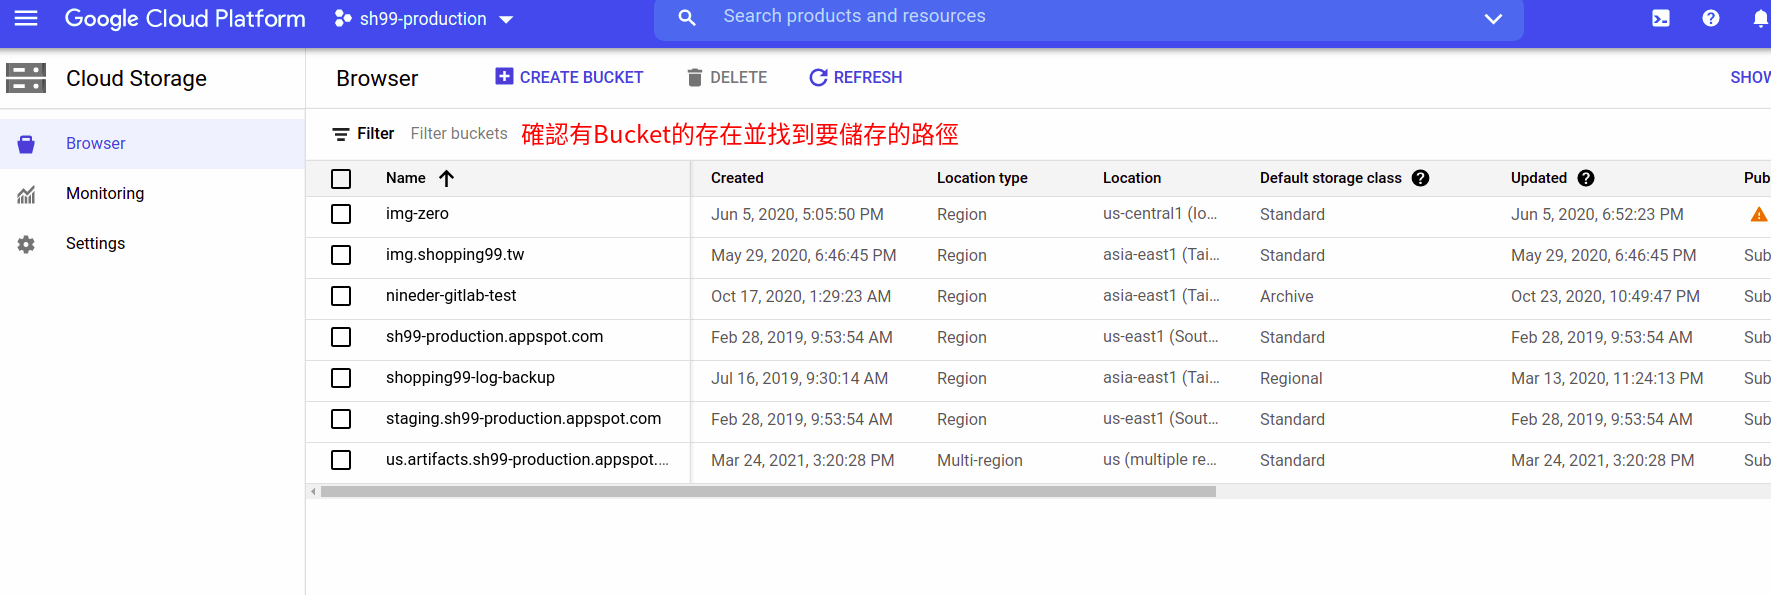 Google Cloud Platform sh99-production Search products and resources
Cloud Storage Browser CREATE BUCKET DELETE REFRESH SHOW
Browser
Monitoring
Settings
Filter Filter buckets 確認有Bucket的存在並找到要儲存的路徑
Name Created Location type Location Default storage class Updated Pub
img-zero Jun 5, 2020, 5:05:50 PM Region us-central1 (Io... Standard Jun 5, 2020, 6:52:23 PM
img.shopping99.tw May 29, 2020, 6:46:45 PM Region asia-east1 (Tai... Standard May 29, 2020, 6:46:45 PM Sub
nineder-gitlab-test Oct 17, 2020, 1:29:23 AM Region asia-east1 (Tai... Archive Oct 23, 2020, 10:49:47 PM Sub
sh99-production.appspot.com Feb 28, 2019, 9:53:54 AM Region us-east1 (Sout... Standard Feb 28, 2019, 9:53:54 AM Sub
shopping99-log-backup Jul 16, 2019, 9:30:14 AM Region asia-east1 (Tai... Regional Mar 13, 2020, 11:24:13 PM Sub
staging.sh99-production.appspot.com Feb 28, 2019, 9:53:54 AM Region us-east1 (Sout... Standard Feb 28, 2019, 9:53:54 AM Sub
us.artifacts.sh99-production.appspot.... Mar 24, 2021, 3:20:28 PM Multi-region us (multiple re... Standard Mar 24, 2021, 3:20:28 PM Sub